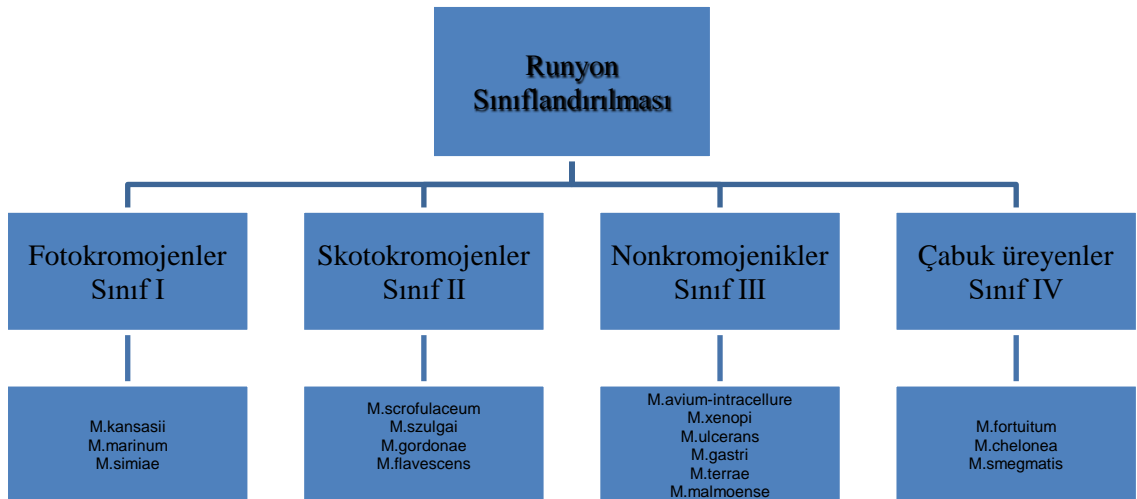 Runyon
Sınıflandırılması
Fotokromojenler
Sınıf I
Skotokromojenler
Sınıf II
Nonkromojenikler
Sınıf III
Çabuk üreyenler
Sınıf IV
M.kansasii
M.marinum
M.simiae
M.scrofulaceum
M.szulgai
M.gordonae
M.flavescens
M.avium-intracellure
M.xenopi
M.ulcerans
M.gastri
M.terrae
M.malmoense
M.fortuitum
M.chelonea
M.smegmatis